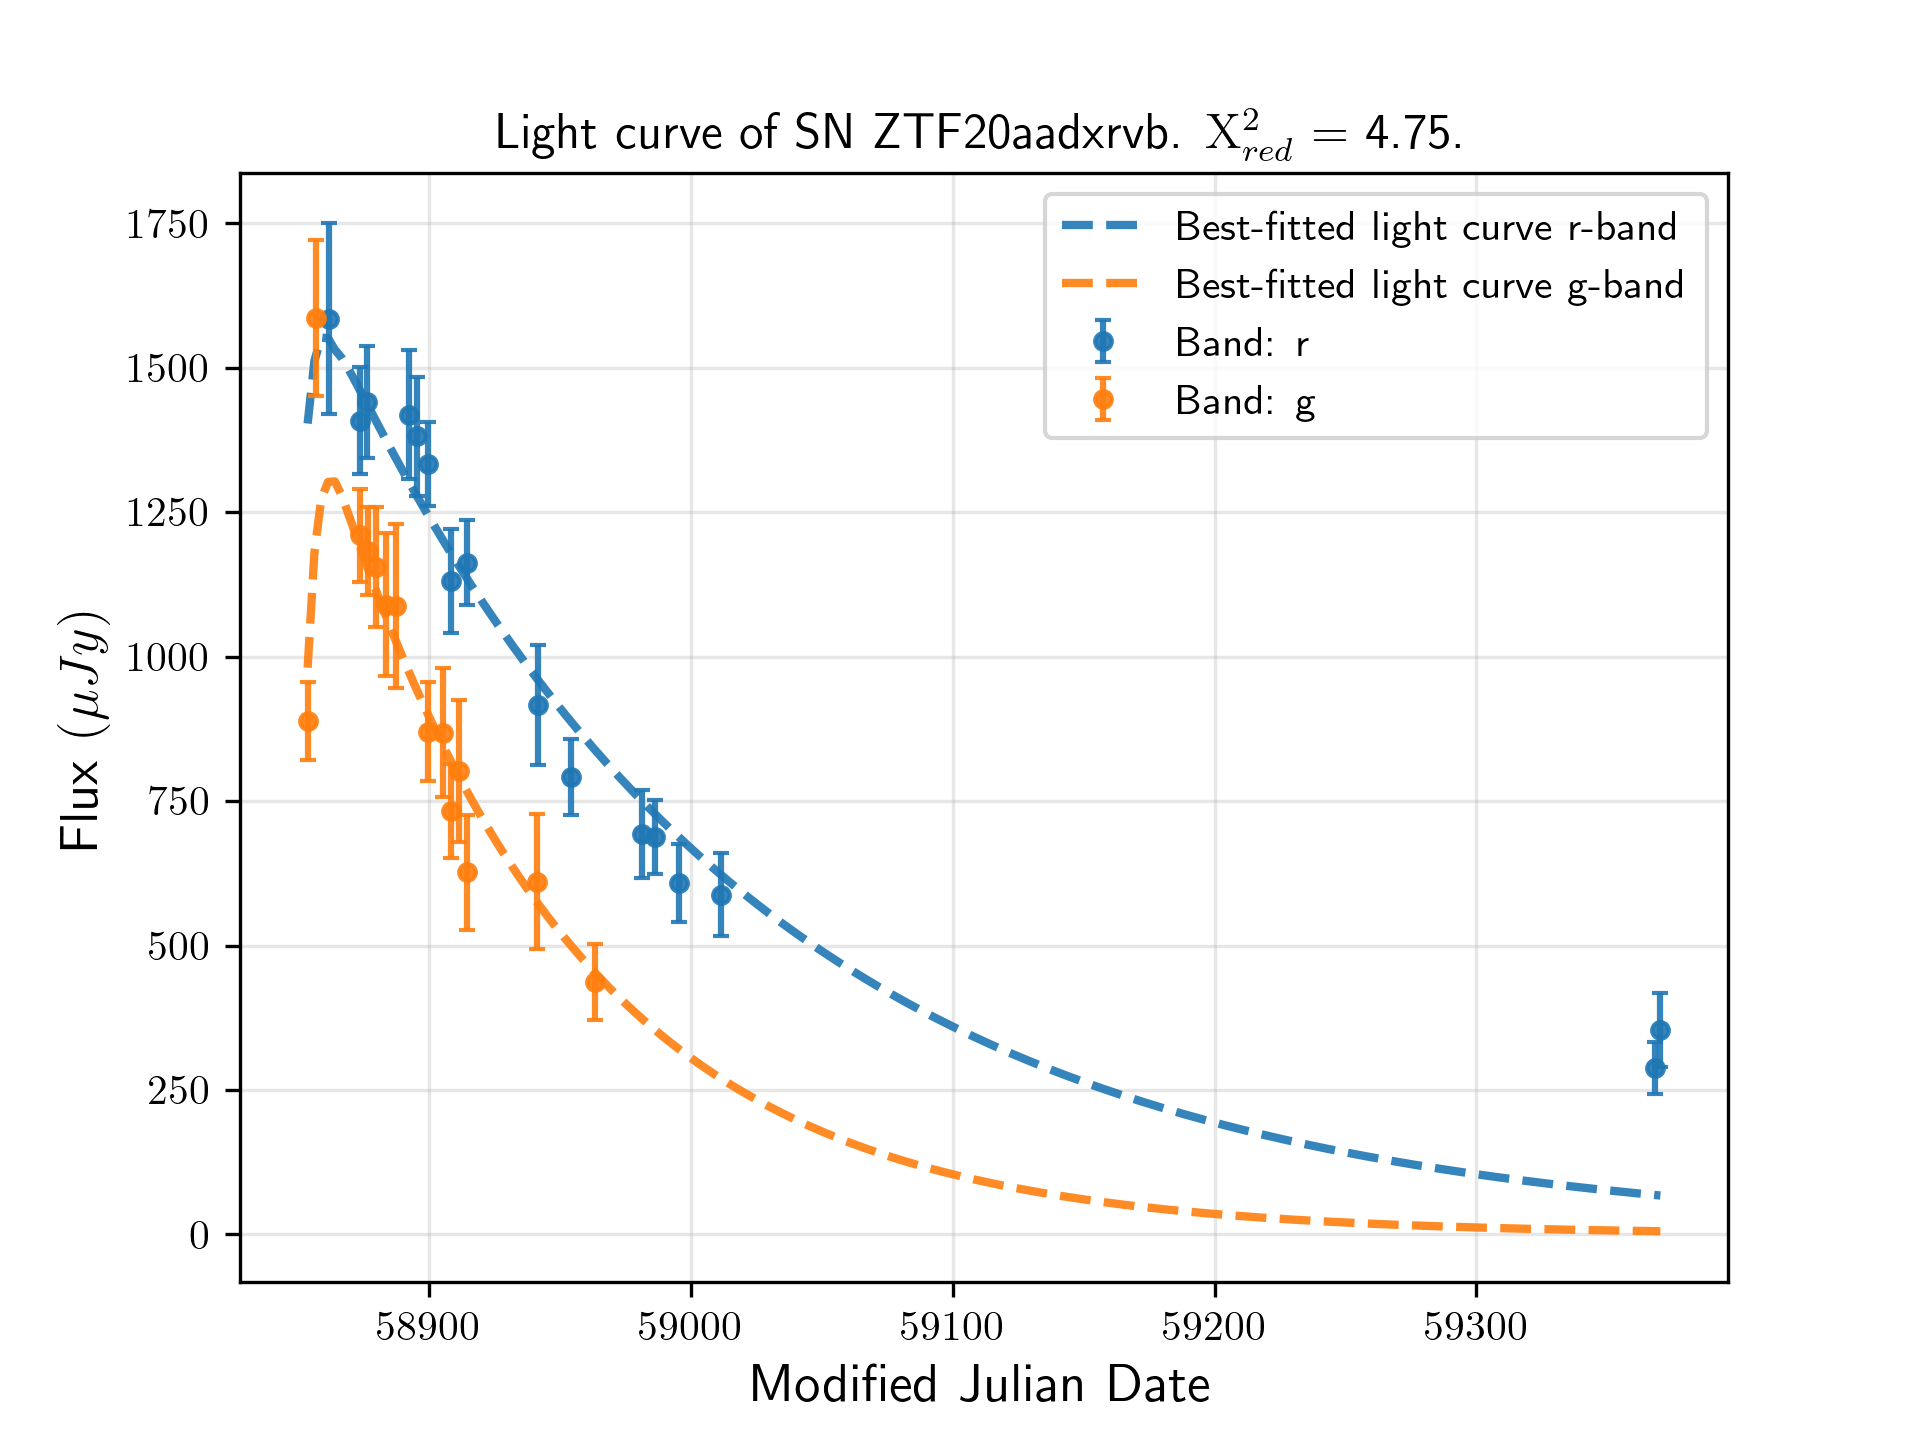 Light curve of SN ZTF20aadxrvb. Χ²red = 4.75.
Best-fitted light curve r-band
Best-fitted light curve g-band
Band: r
Band: g
1750
1500
1250
1000
750
500
250
0
Flux (μJy)
58900 59000 59100 59200 59300
Modified Julian Date